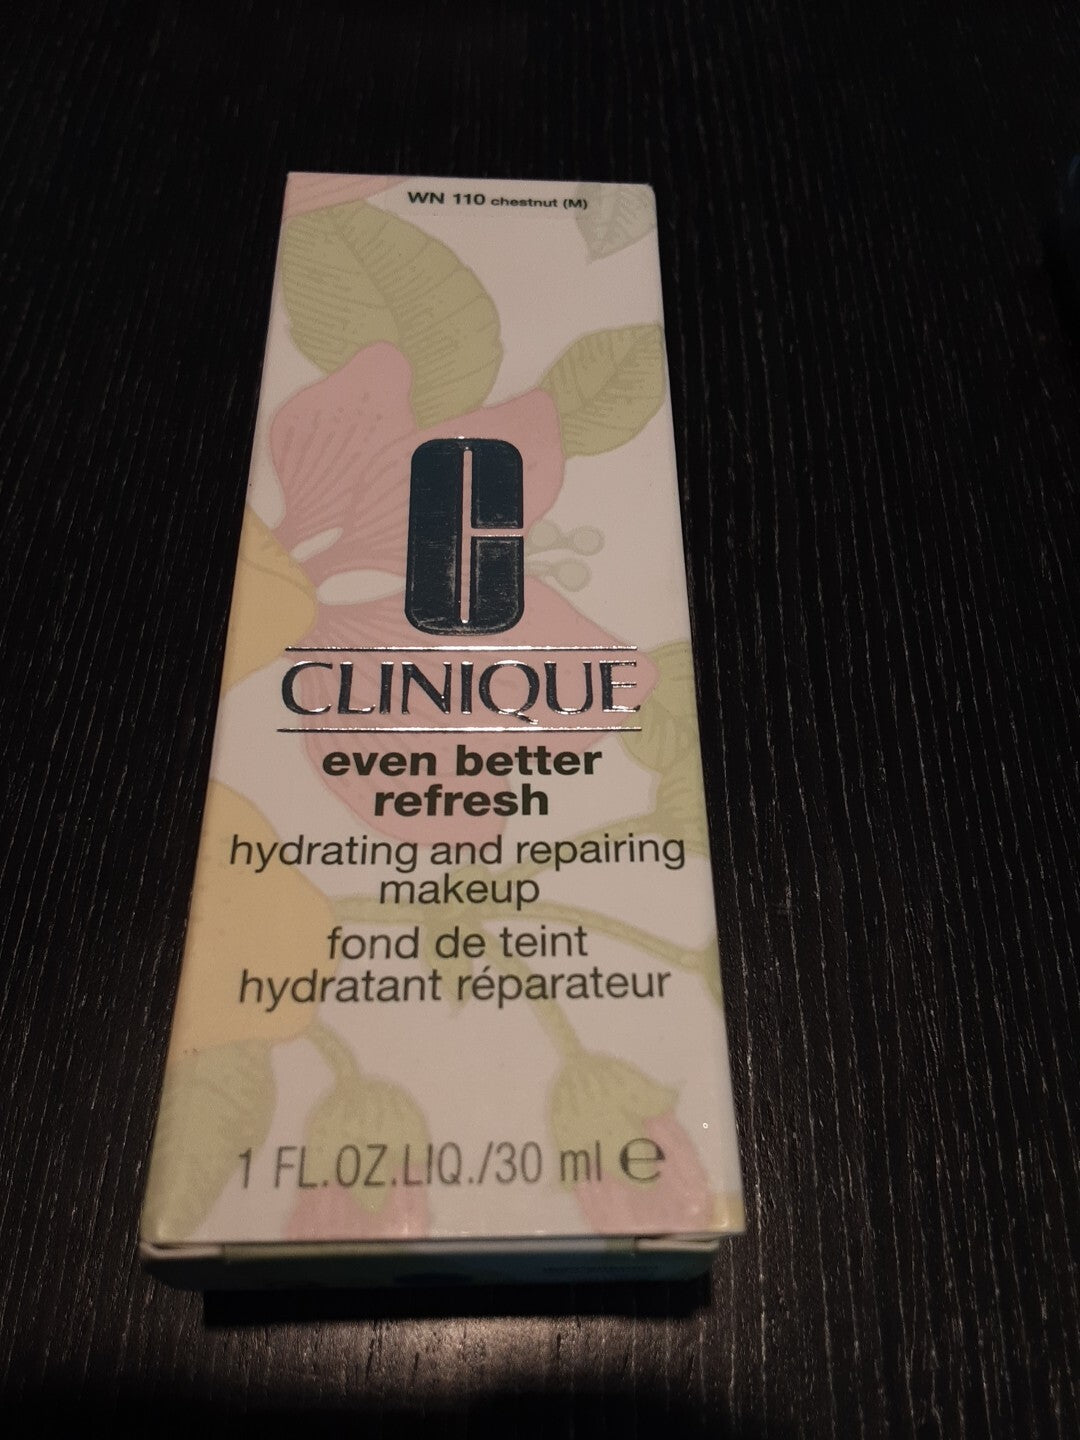 WN 110 chestnut (M)
CLINIQUE
even better
refresh
hydrating and repairing
makeup
fond de teint
hydratant réparateur
1 FL.OZ.LIQ./30 ml ℮